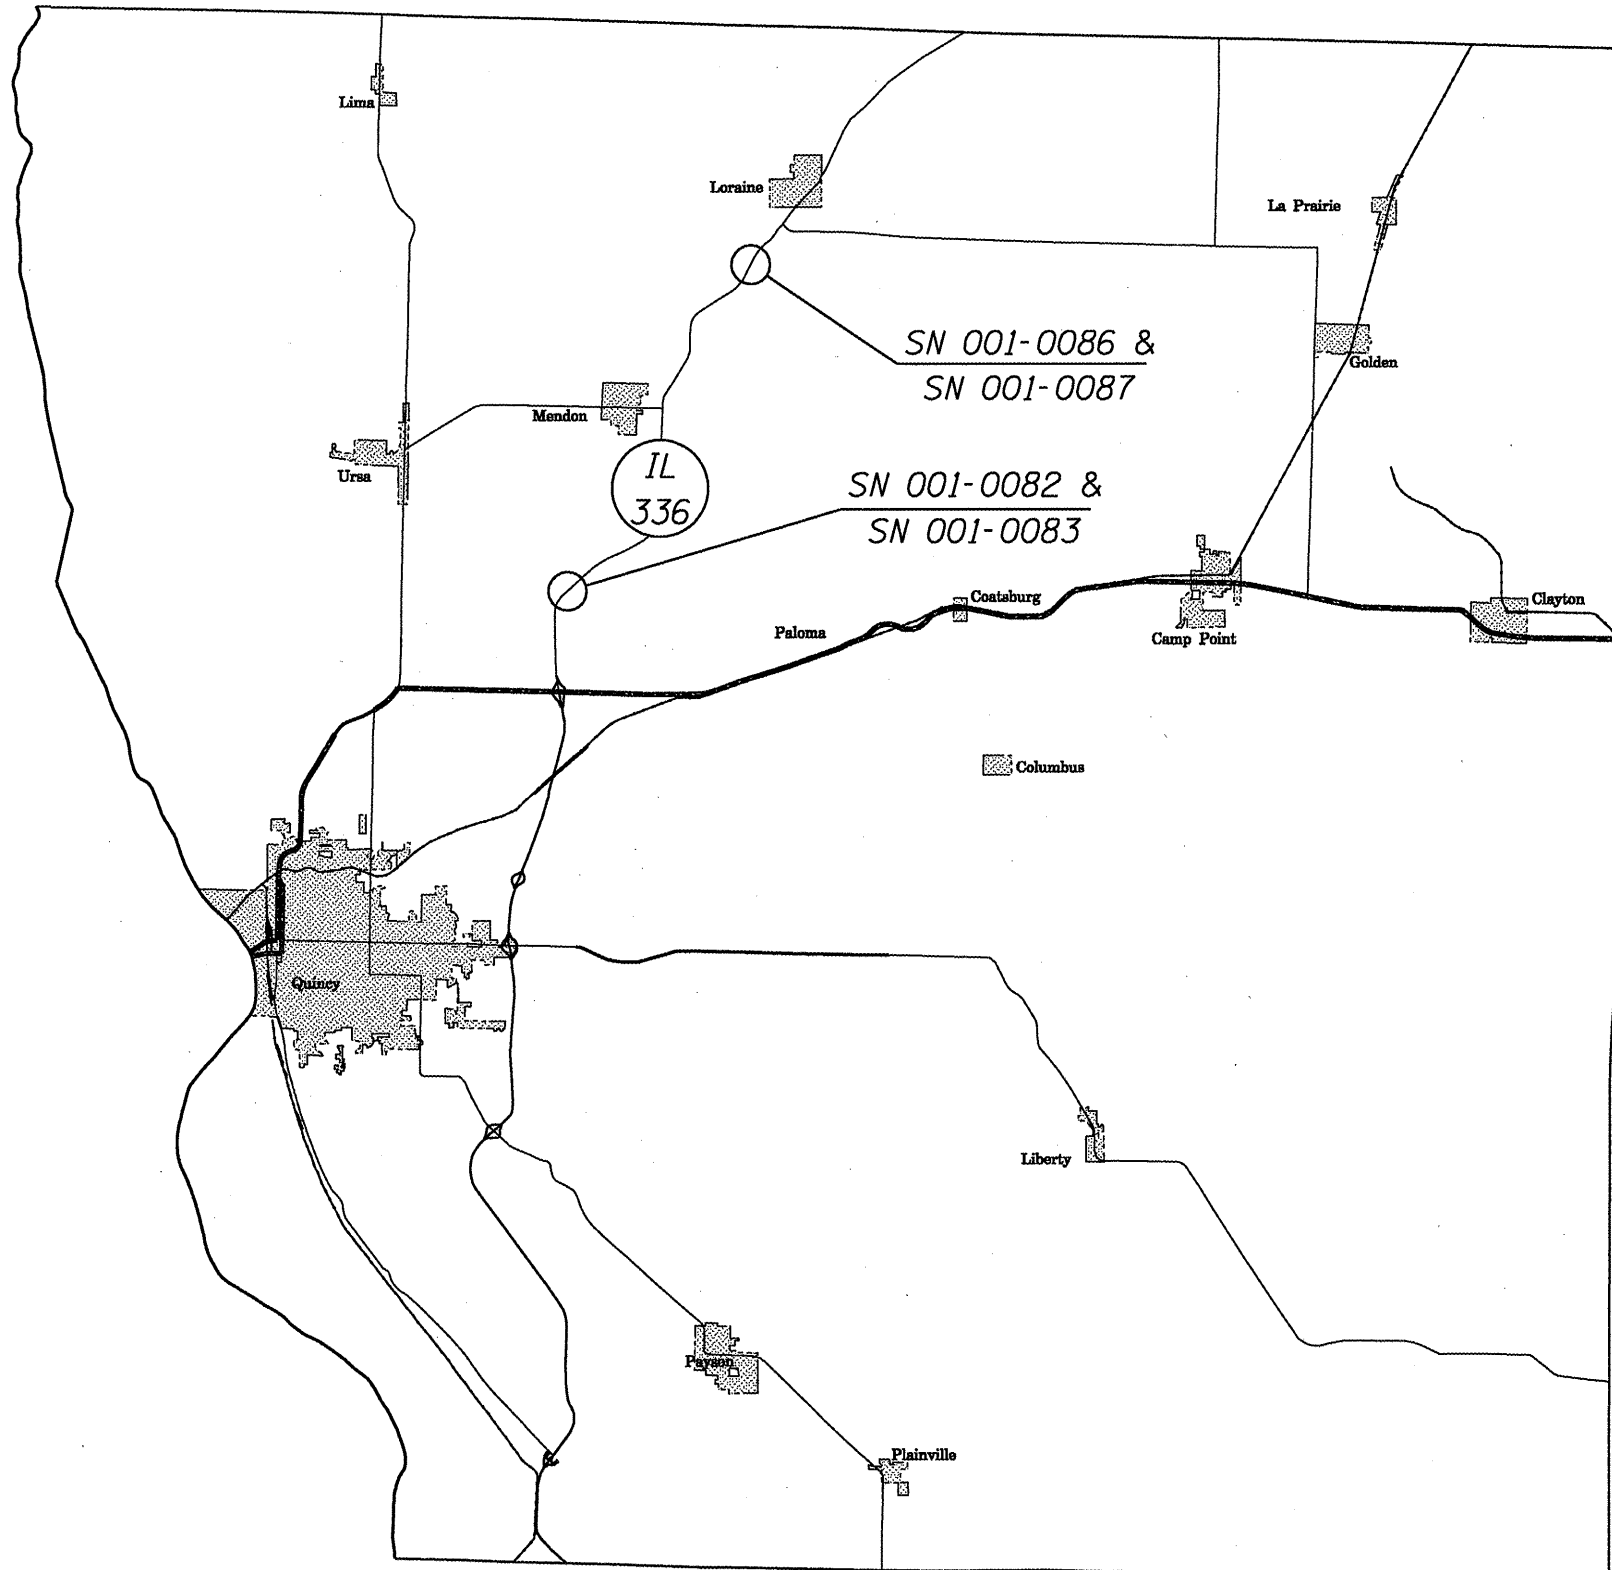 Lima
Loraine
La Prairie
SN 001-0086 &
SN 001-0087
Golden
Mendon
Ursa
IL
336
SN 001-0082 &
SN 001-0083
Coatsburg
Clayton
Paloma
Camp Point
Columbus
Quincy
Liberty
Payson
Plainville